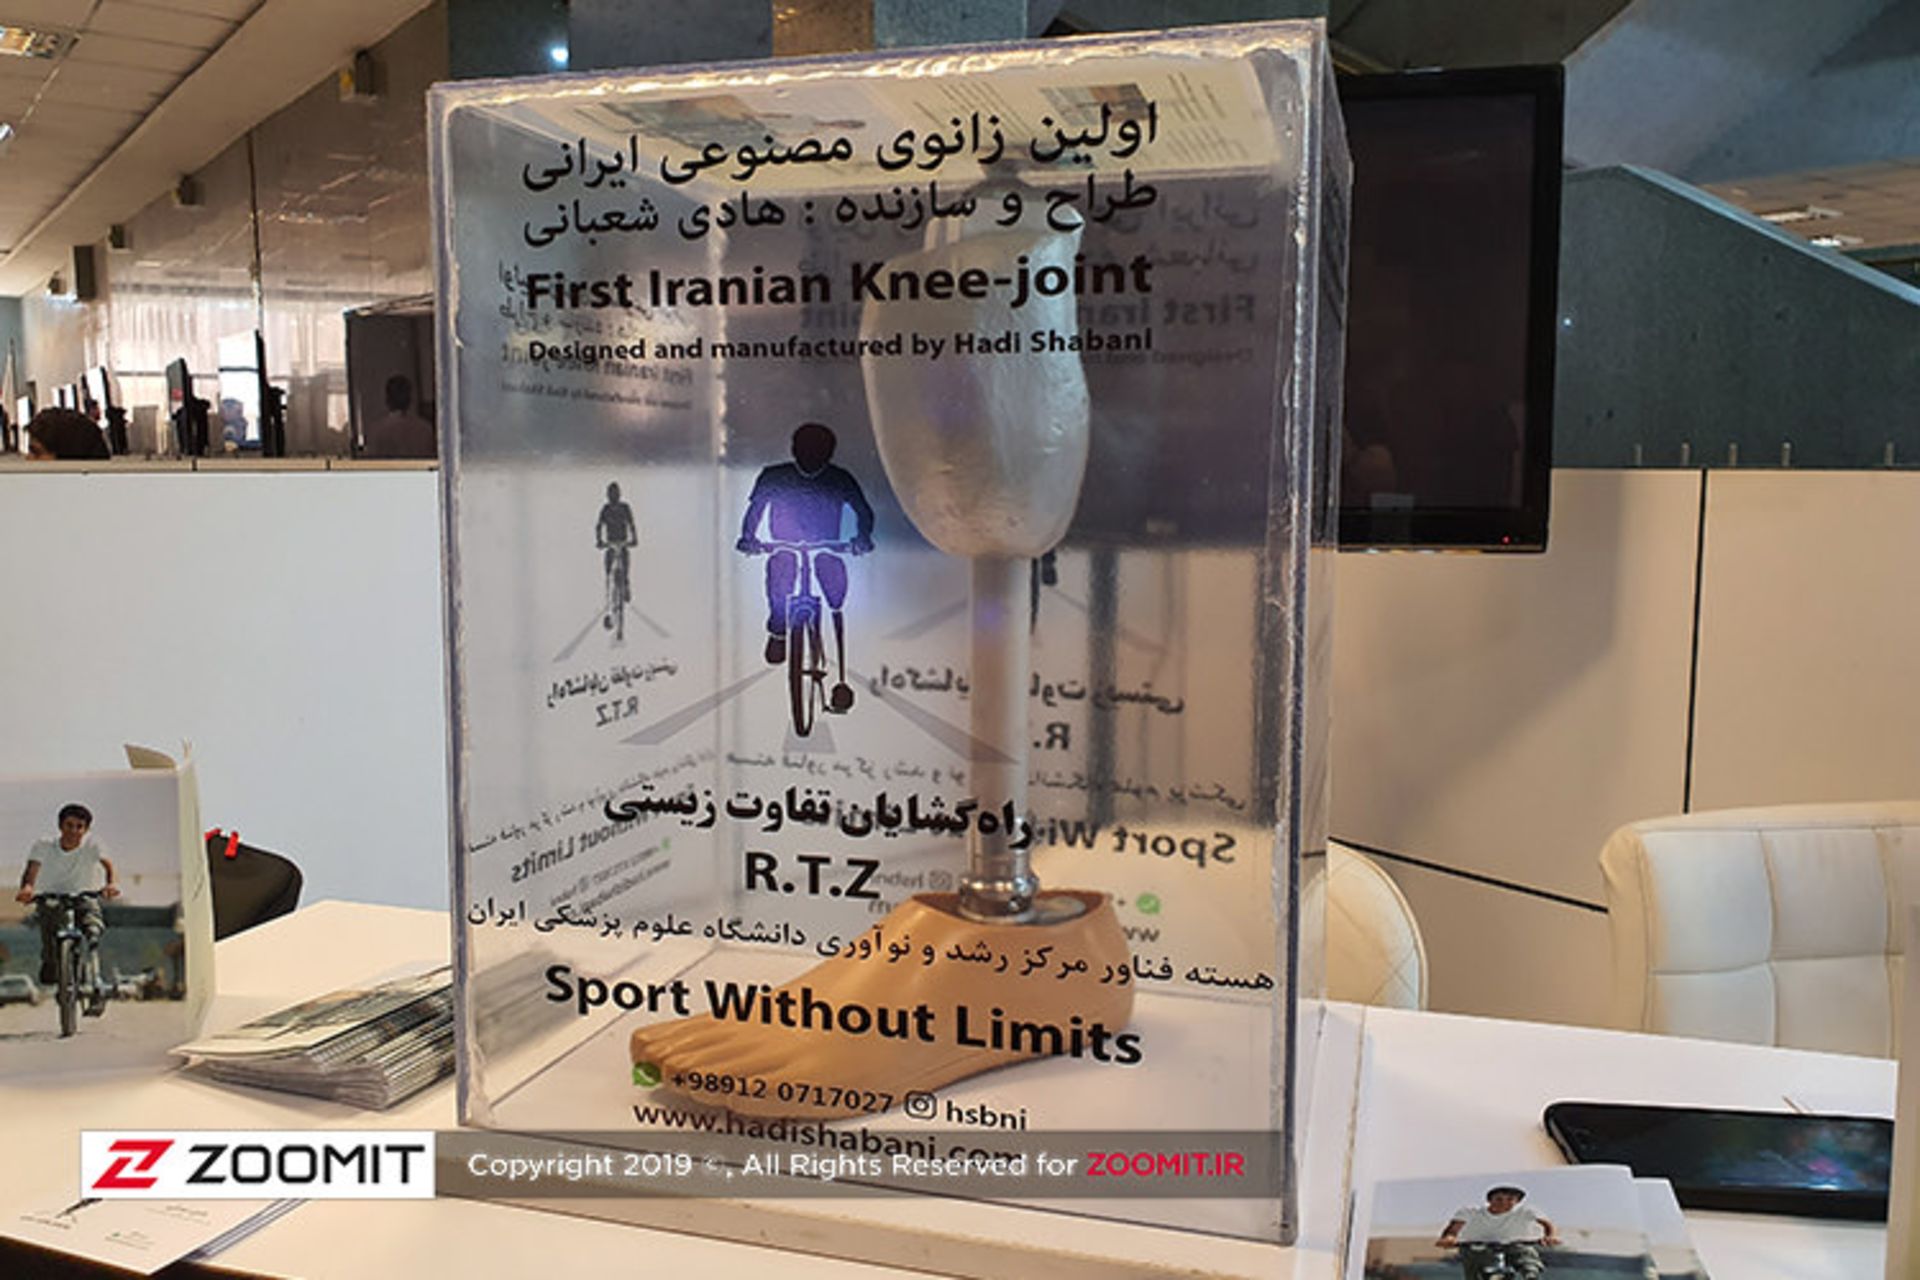 اولین زانوی مصنوعی ایرانی
طراح و سازنده : هادی شعبانی
First Iranian Knee-joint
Designed and manufactured by Hadi Shabani
راه‌کشایان تفاوت زیستی
R.T.Z
هسته فناور مرکز رشد و نوآوری دانشگاه علوم پزشکی ایران
Sport Without Limits
+98912 0717027 hsbni
www.hadishabani.com
ZOOMIT Copyright 2019 ©, All Rights Reserved for ZOOMIT.IR